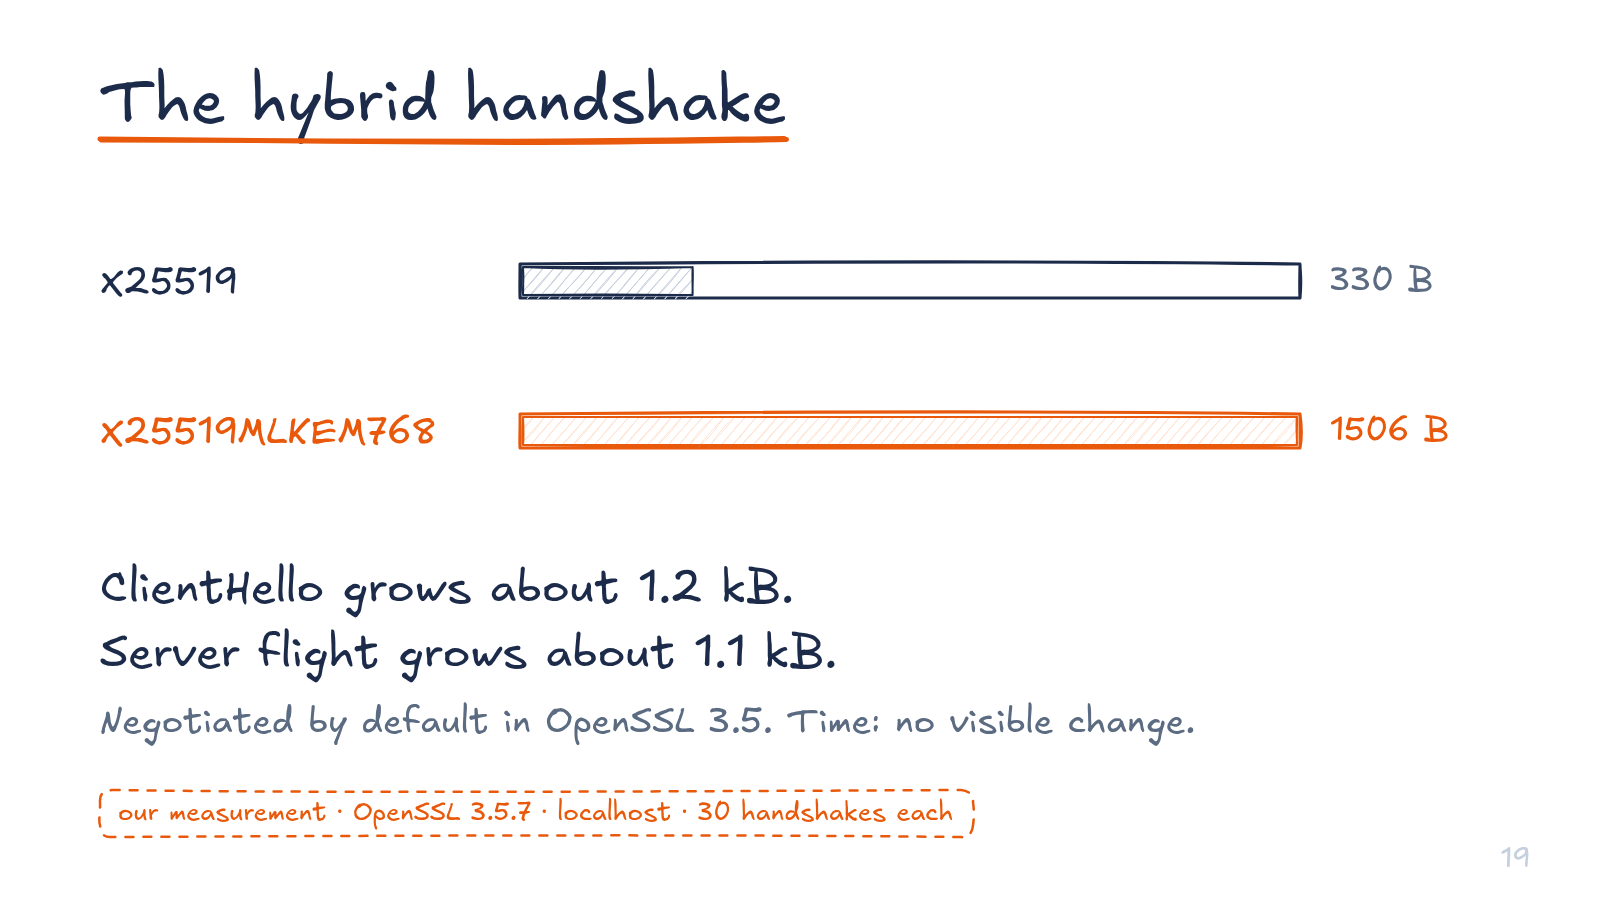 The hybrid handshake
X25519 330 B
X25519MLKEM768 1506 B
ClientHello grows about 1.2 kB.
Server flight grows about 1.1 kB.
Negotiated by default in OpenSSL 3.5. Time: no visible change.
our measurement · OpenSSL 3.5.7 · localhost · 30 handshakes each
19